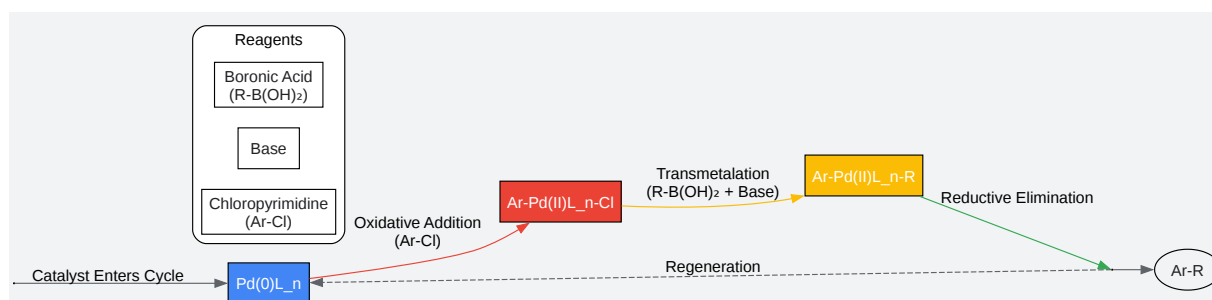 Reagents
Boronic Acid
(R-B(OH)₂)
Base
Chloropyrimidine
(Ar-Cl)
Catalyst Enters Cycle
Pd(0)L_n
Oxidative Addition
(Ar-Cl)
Ar-Pd(II)L_n-Cl
Transmetalation
(R-B(OH)₂ + Base)
Ar-Pd(II)L_n-R
Reductive Elimination
Regeneration
Ar-R